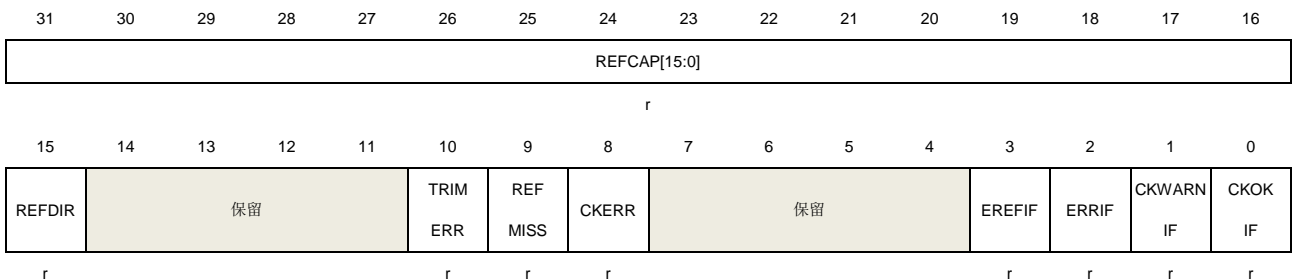 31 30 29 28 27 26 25 24 23 22 21 20 19 18 17 16
REFCAP[15:0]
r
15 14 13 12 11 10 9 8 7 6 5 4 3 2 1 0
REFDIR 保留 TRIM ERR REF MISS CKERR 保留 EREFIF ERRIF CKWARN IF CKOK IF
r r r r r r r r